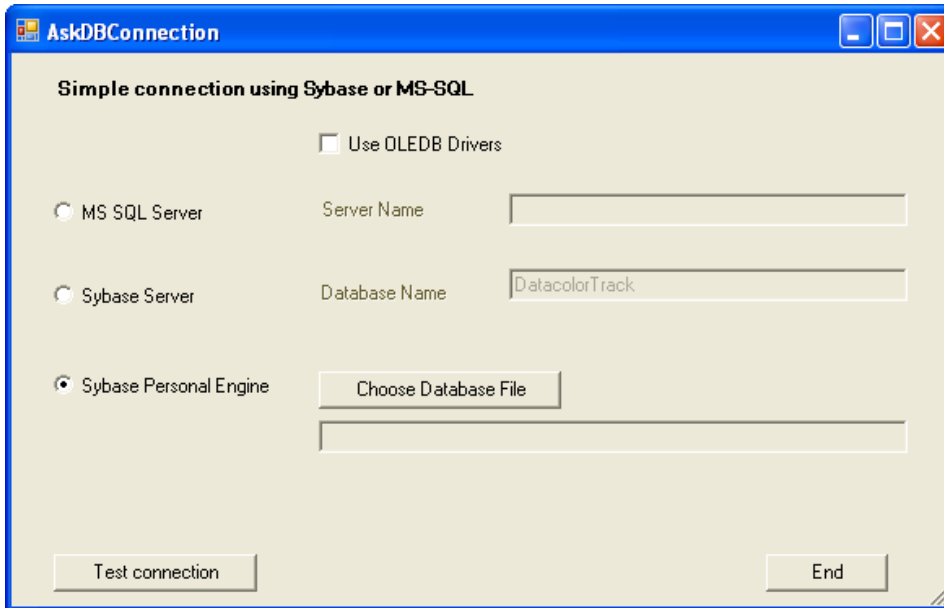 AskDBConnection
Simple connection using Sybase or MS-SQL
Use OLEDB Drivers
MS SQL Server Server Name
Sybase Server Database Name DatacolorTrack
Sybase Personal Engine Choose Database File
Test connection End